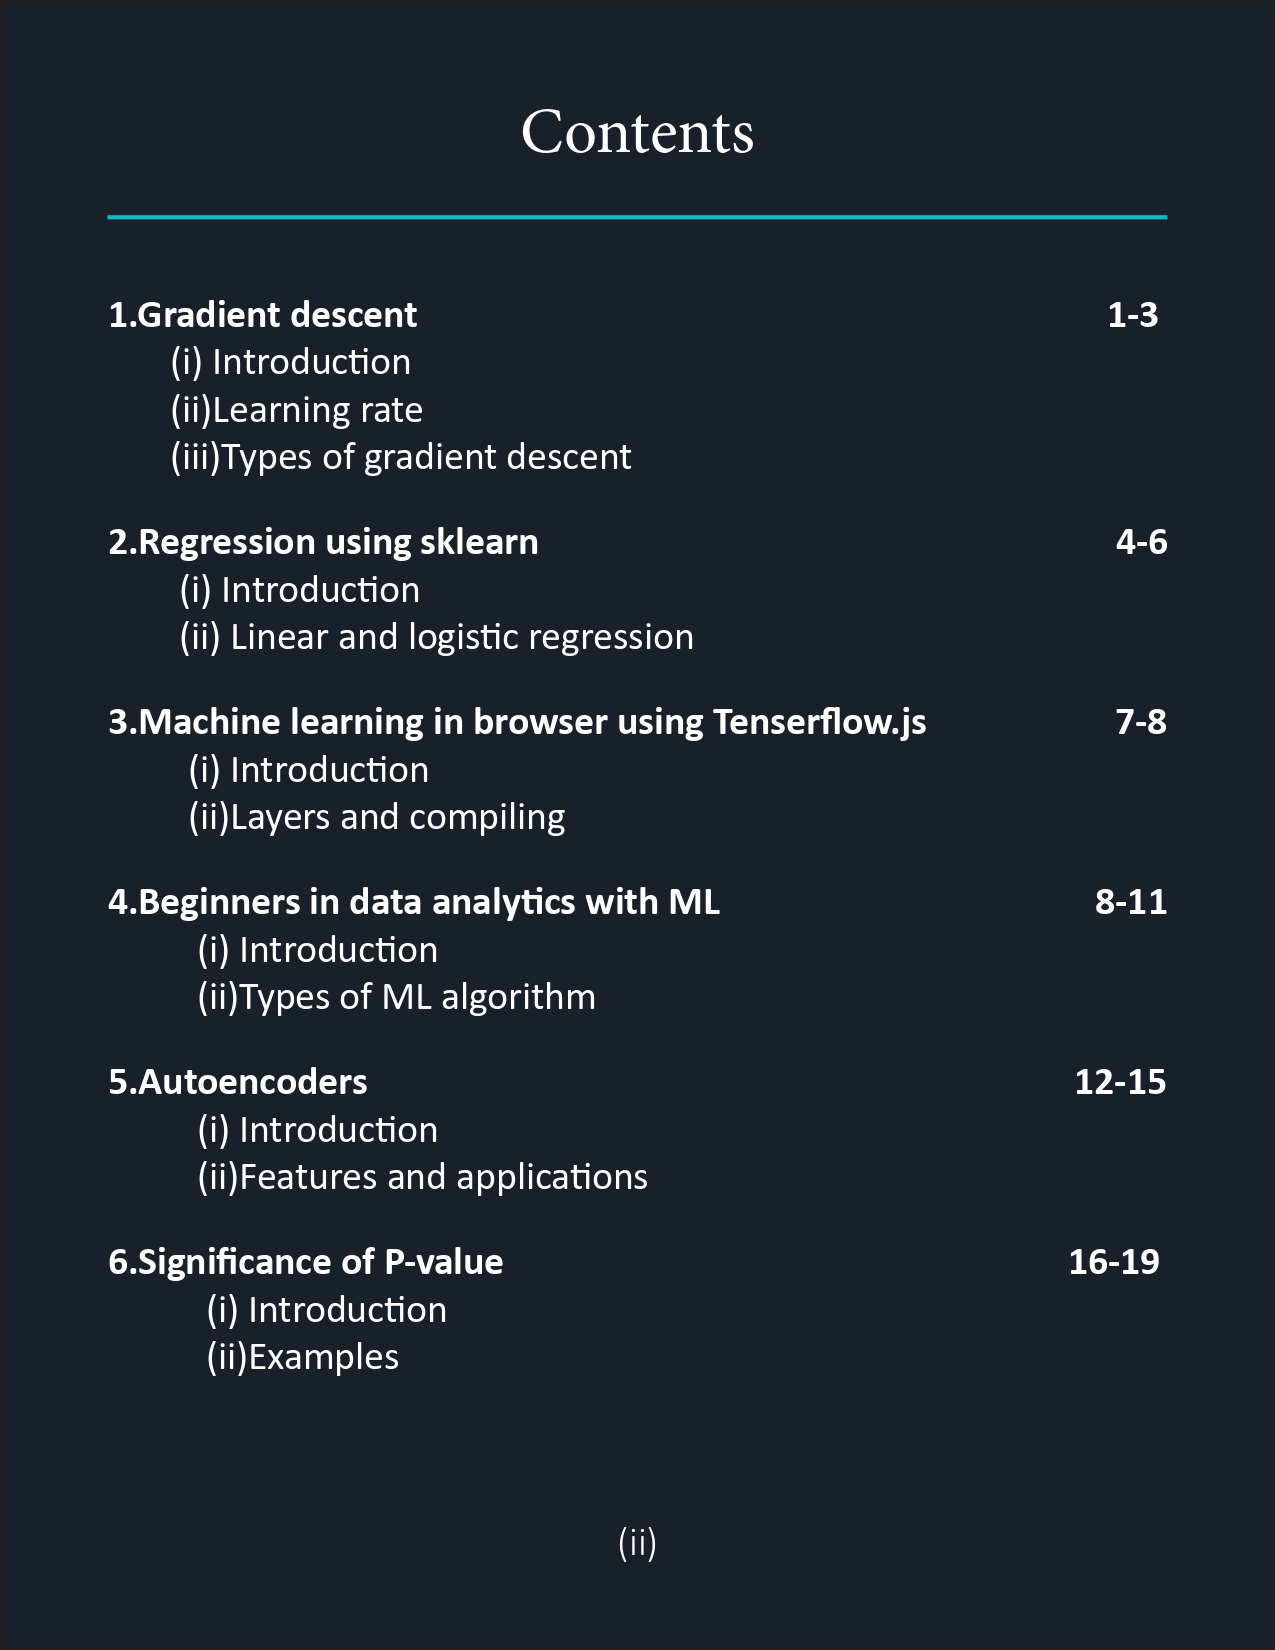 Contents
1.Gradient descent 1-3
(i) Introduction
(ii)Learning rate
(iii)Types of gradient descent
2.Regression using sklearn 4-6
(i) Introduction
(ii) Linear and logistic regression
3.Machine learning in browser using Tenserflow.js 7-8
(i) Introduction
(ii)Layers and compiling
4.Beginners in data analytics with ML 8-11
(i) Introduction
(ii)Types of ML algorithm
5.Autoencoders 12-15
(i) Introduction
(ii)Features and applications
6.Significance of P-value 16-19
(i) Introduction
(ii)Examples
(ii)